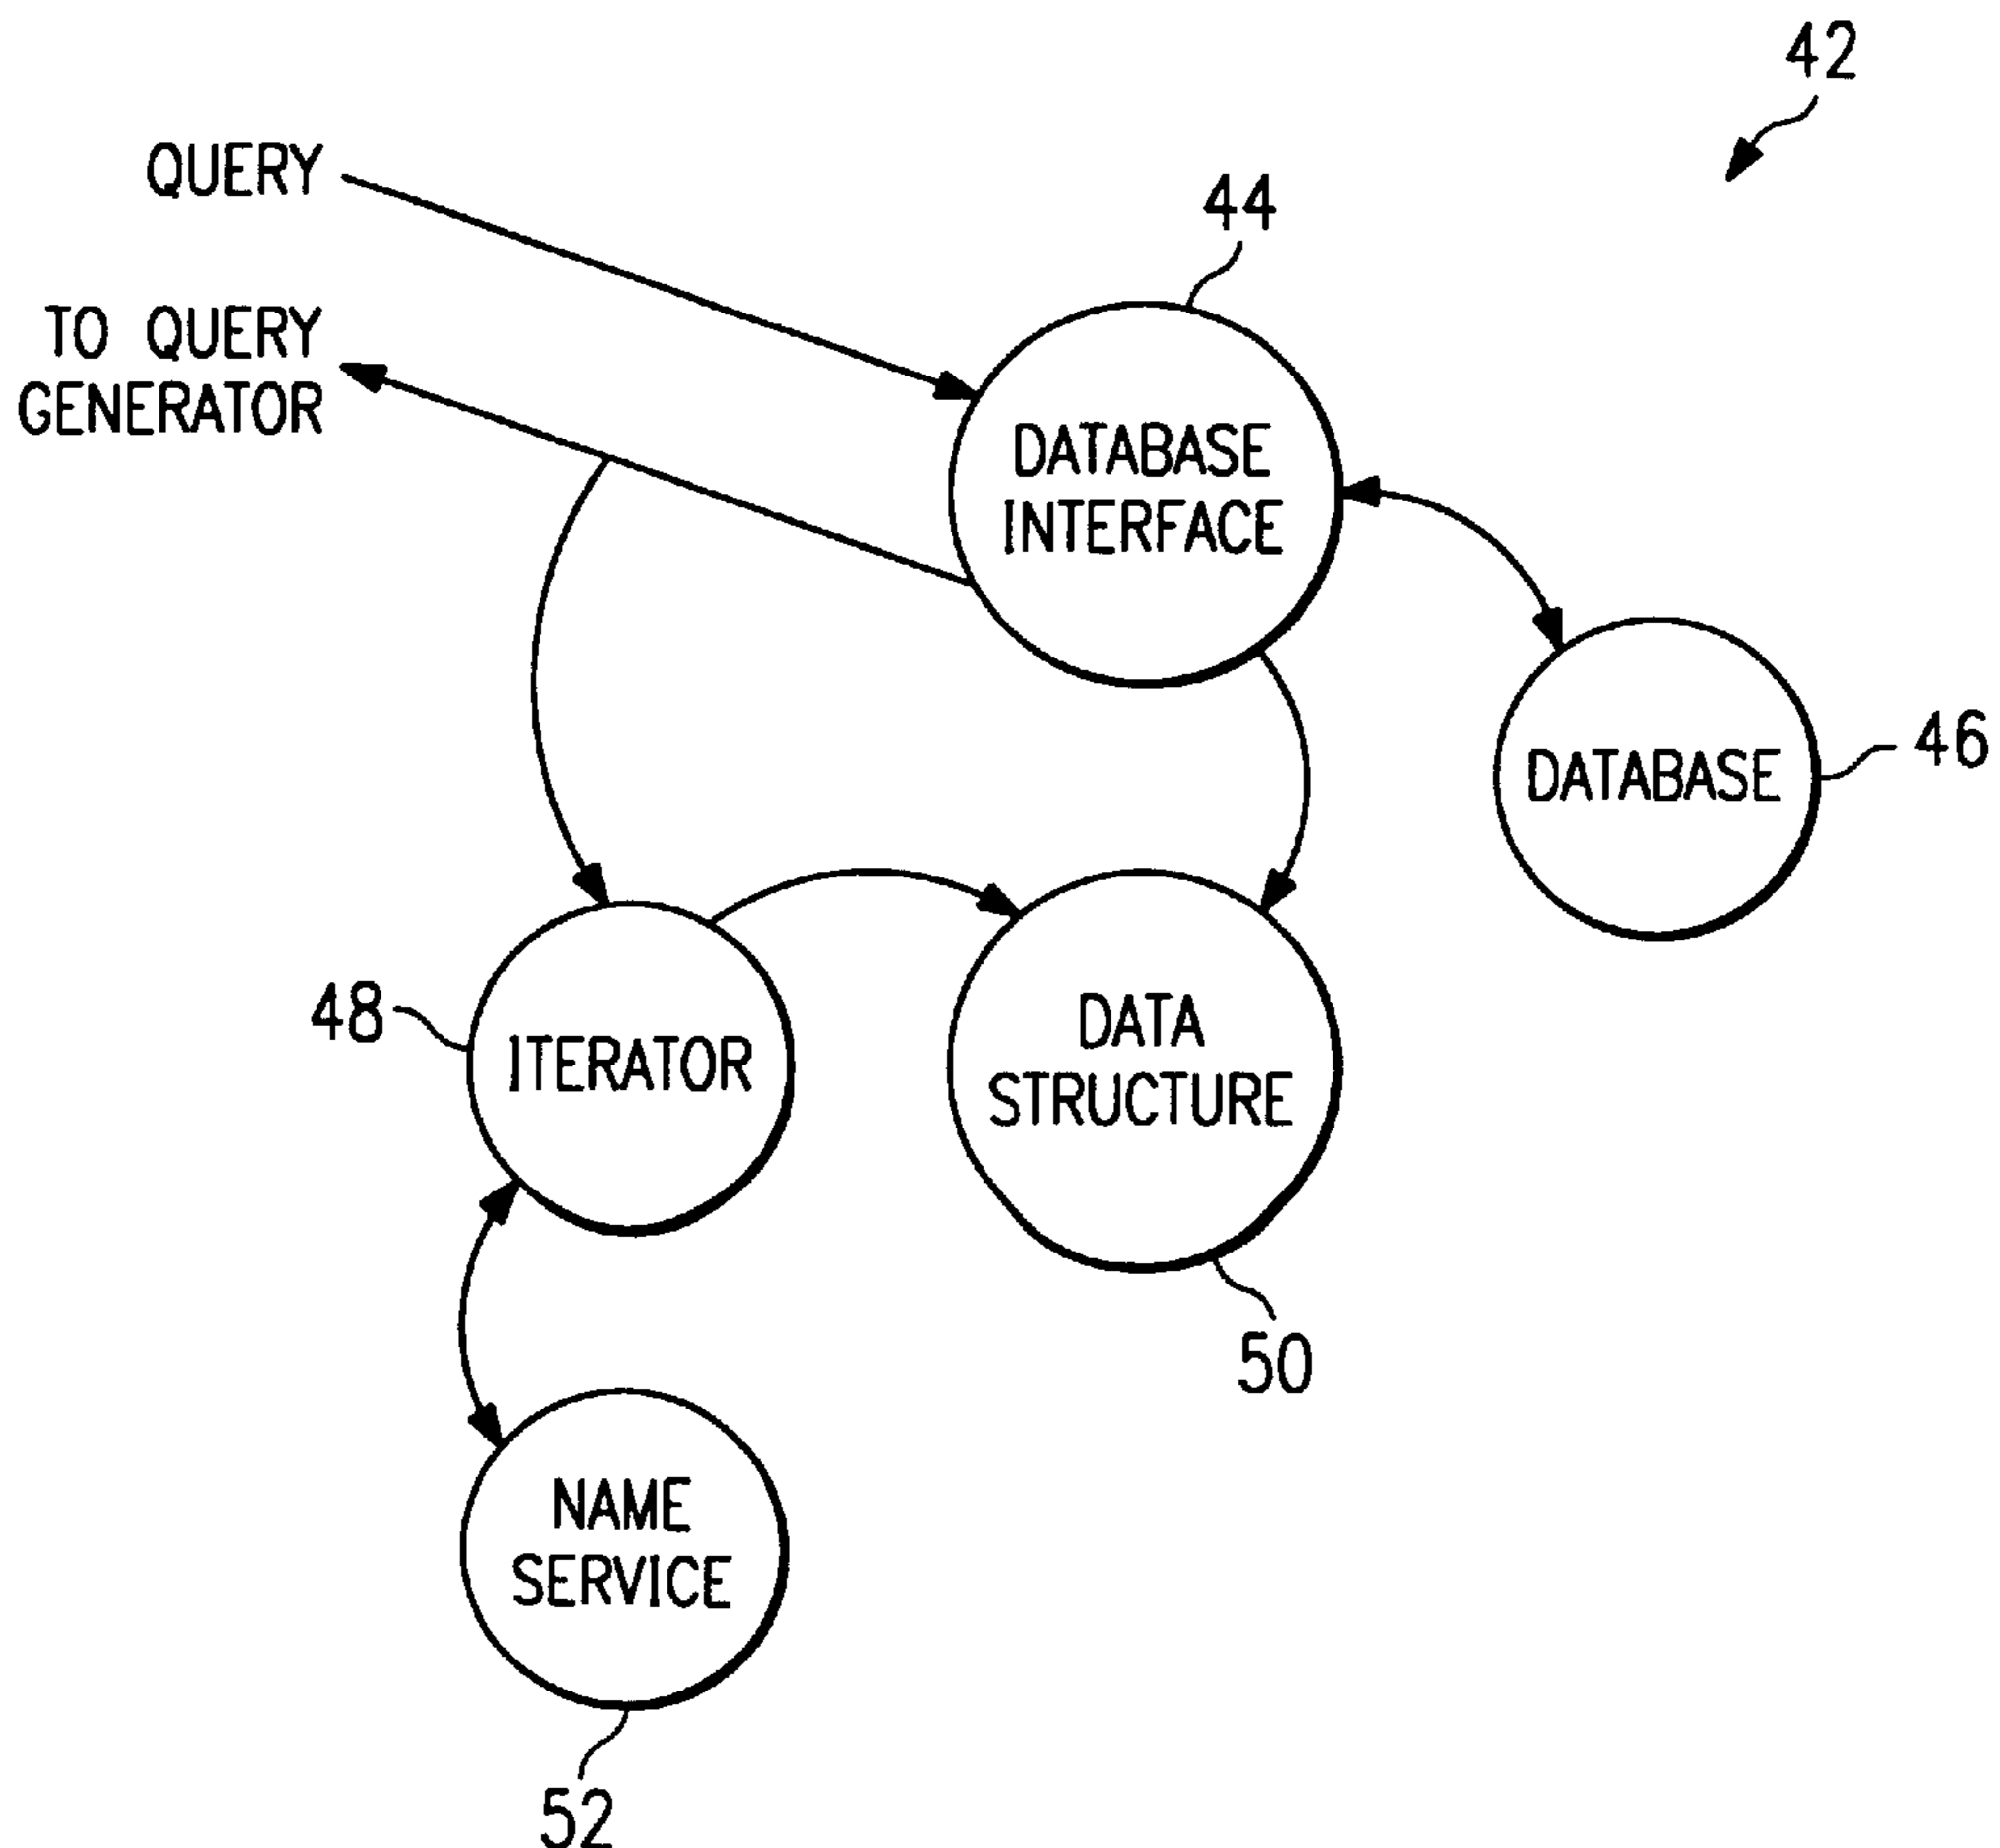 42
QUERY
44
TO QUERY
GENERATOR
DATABASE
INTERFACE
46
DATABASE
48
ITERATOR
DATA
STRUCTURE
50
NAME
SERVICE
52